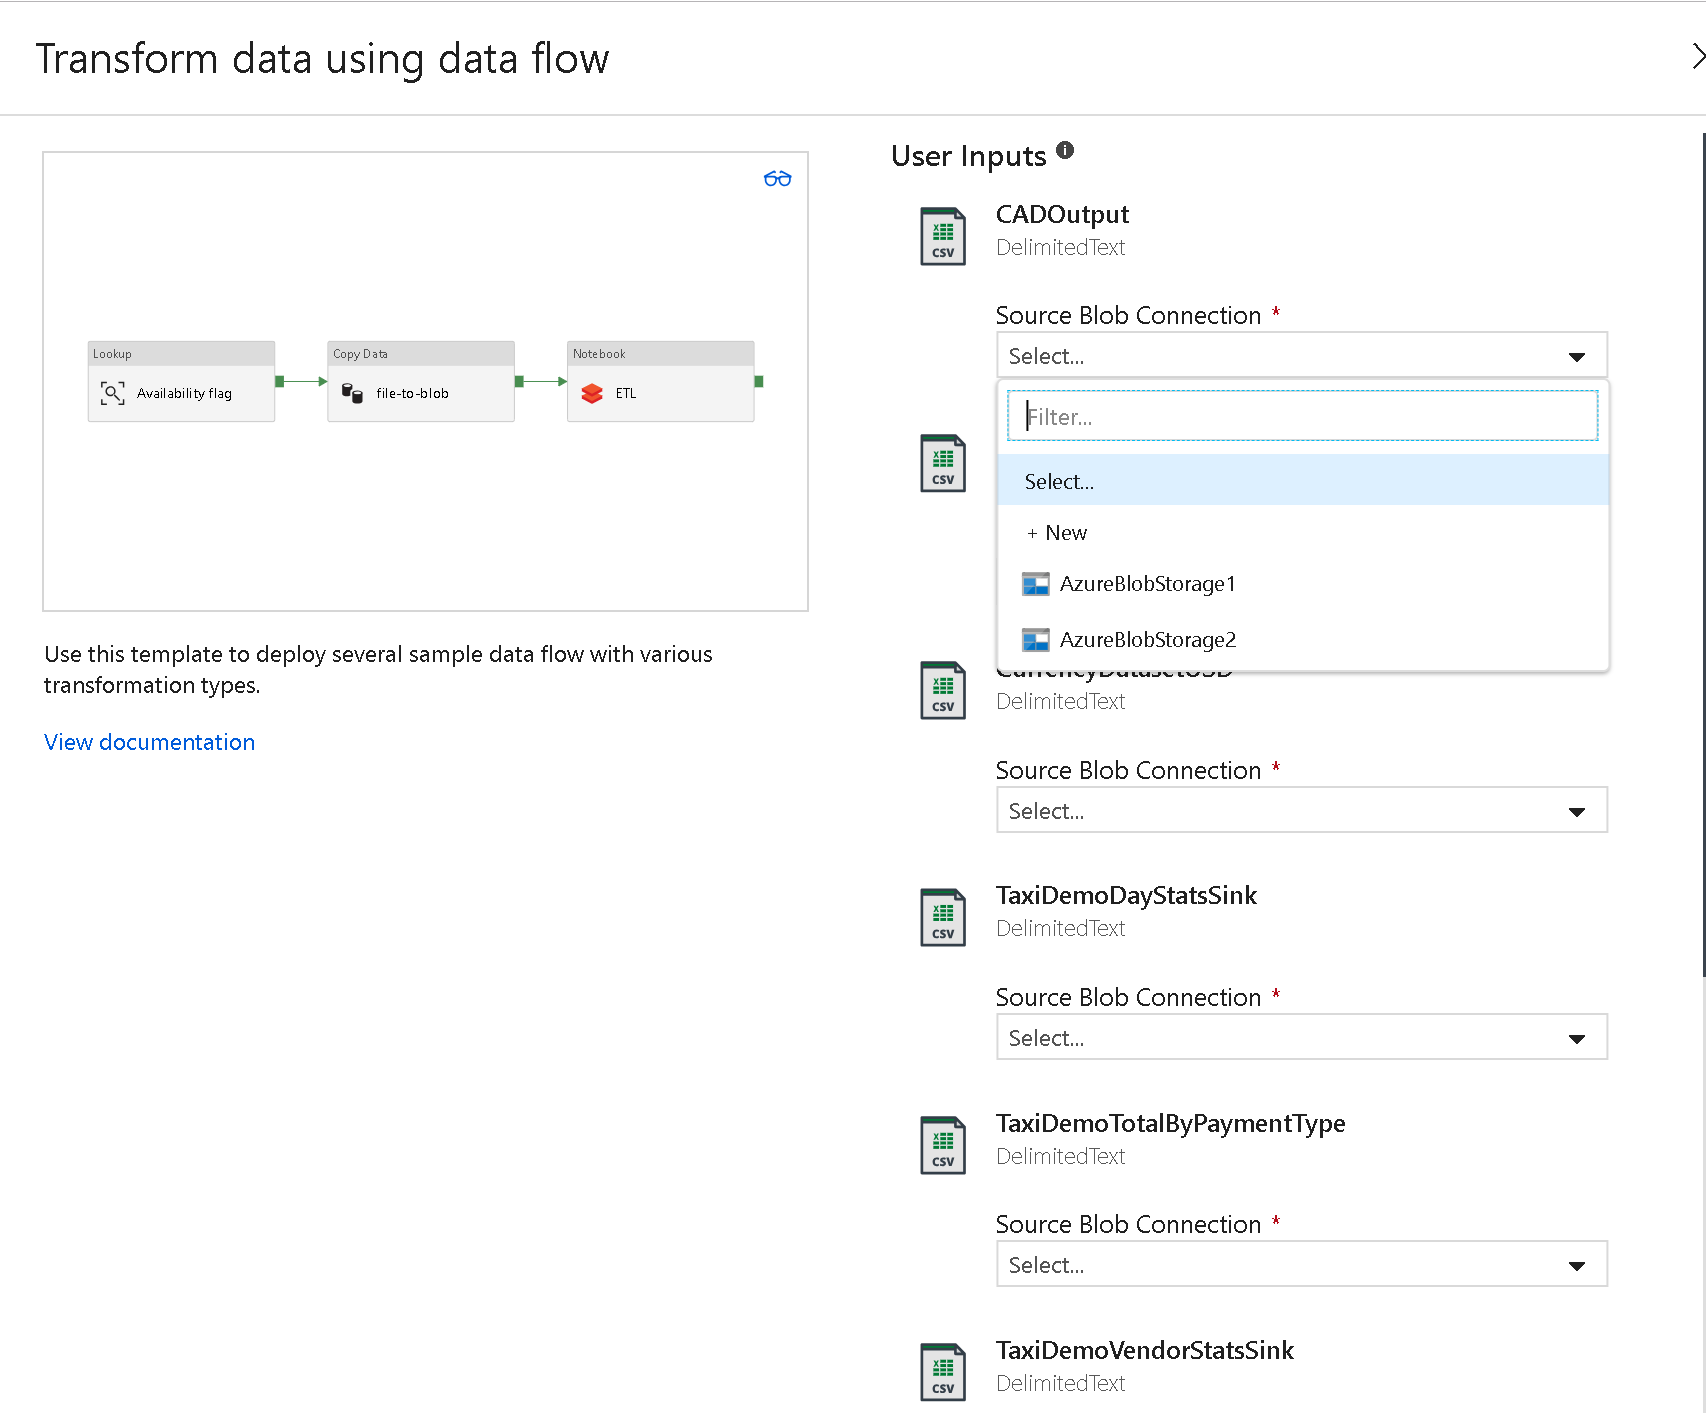 Transform data using data flow
Lookup
Availability flag
Copy Data
file-to-blob
Notebook
ETL
Use this template to deploy several sample data flow with various
transformation types.
View documentation
User Inputs
CSV
CADOutput
DelimitedText
Source Blob Connection *
Select...
Filter...
Select...
+ New
AzureBlobStorage1
AzureBlobStorage2
CSV
CSV
CurrencyDatasetUSD
DelimitedText
Source Blob Connection *
Select...
CSV
TaxiDemoDayStatsSink
DelimitedText
Source Blob Connection *
Select...
CSV
TaxiDemoTotalByPaymentType
DelimitedText
Source Blob Connection *
Select...
CSV
TaxiDemoVendorStatsSink
DelimitedText